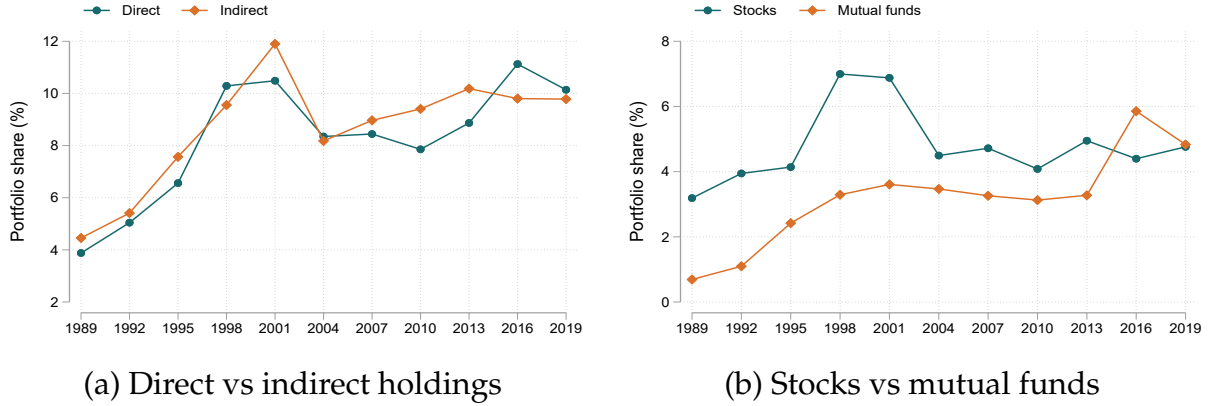 Direct Indirect
Portfolio share (%)
12
10
8
6
4
2
1989 1992 1995 1998 2001 2004 2007 2010 2013 2016 2019
(a) Direct vs indirect holdings
Stocks Mutual funds
Portfolio share (%)
8
6
4
2
0
1989 1992 1995 1998 2001 2004 2007 2010 2013 2016 2019
(b) Stocks vs mutual funds